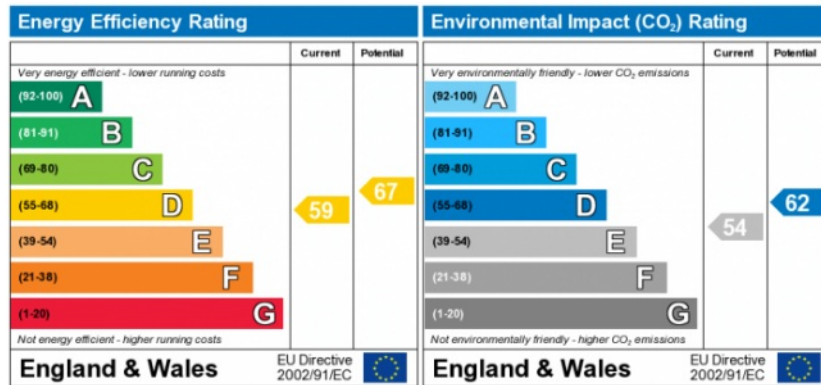 Energy Efficiency Rating
Current Potential
Very energy efficient - lower running costs
(92-100) A
(81-91) B
(69-80) C
(55-68) D
(39-54) E
(21-38) F
(1-20) G
59
67
Not energy efficient - higher running costs
England & Wales
EU Directive
2002/91/EC
Environmental Impact (CO₂) Rating
Current Potential
Very environmentally friendly - lower CO₂ emissions
(92-100) A
(81-91) B
(69-80) C
(55-68) D
(39-54) E
(21-38) F
(1-20) G
54
62
Not environmentally friendly - higher CO₂ emissions
England & Wales
EU Directive
2002/91/EC